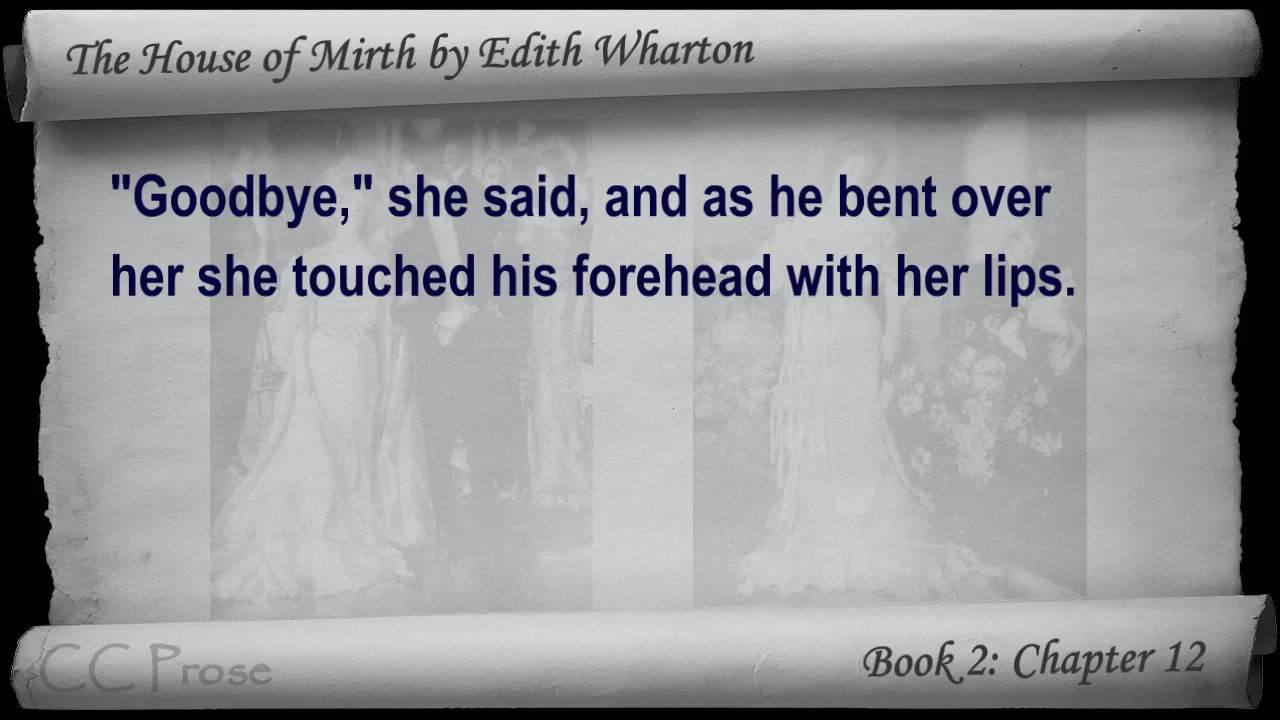 The House of Mirth by Edith Wharton
"Goodbye," she said, and as he bent over
her she touched his forehead with her lips.
CC Prose
Book 2: Chapter 12